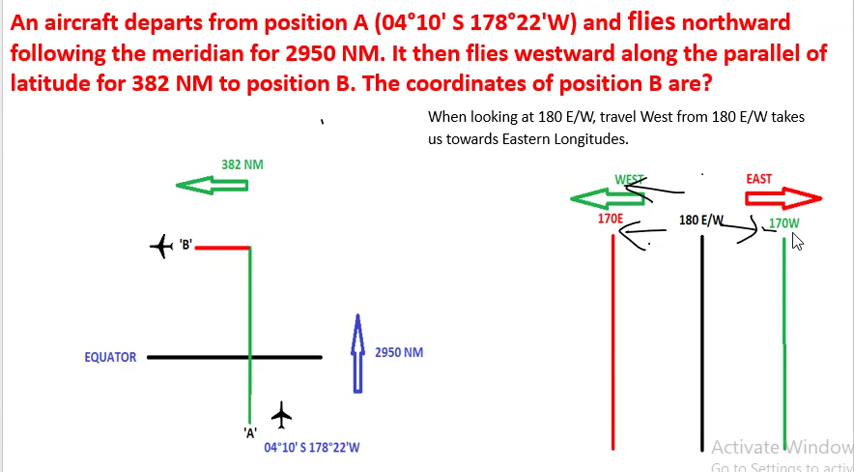 An aircraft departs from position A (04°10' S 178°22'W) and flies northward
following the meridian for 2950 NM. It then flies westward along the parallel of
latitude for 382 NM to position B. The coordinates of position B are?
When looking at 180 E/W, travel West from 180 E/W takes
us towards Eastern Longitudes.
382 NM
WEST
EAST
170E
180 E/W
170W
'B'
EQUATOR
2950 NM
'A'
04°10' S 178°22'W
Activate Window
Go to Settings to activ